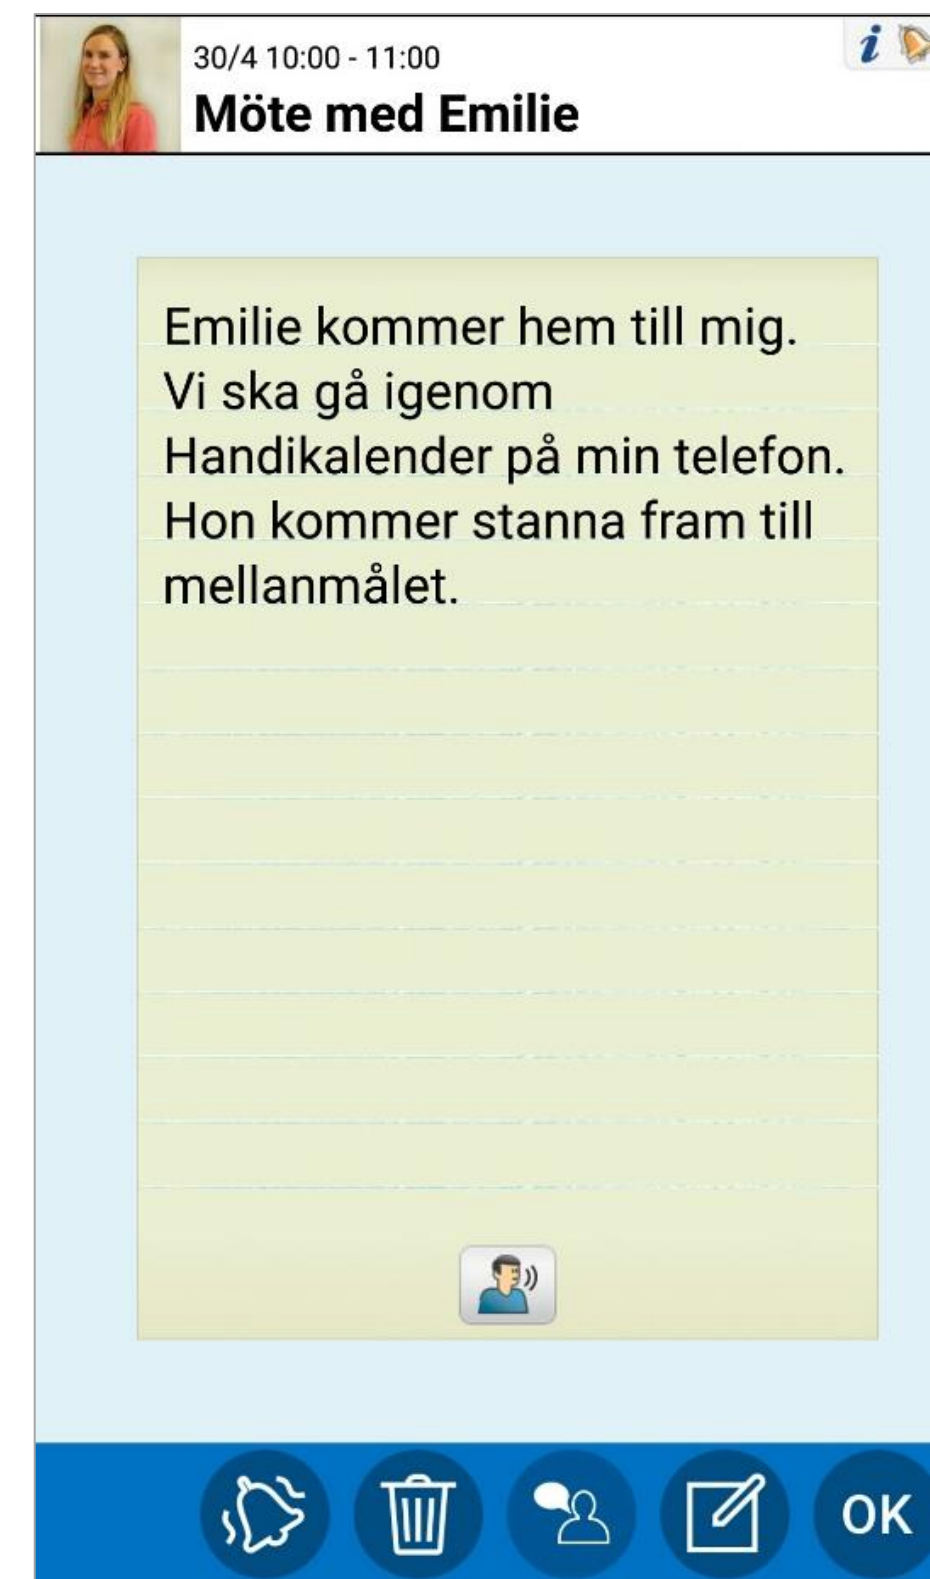 30/4 10:00 - 11:00
Möte med Emilie
Emilie kommer hem till mig.
Vi ska gå igenom
Handikalender på min telefon.
Hon kommer stanna fram till
mellanmålet.
OK